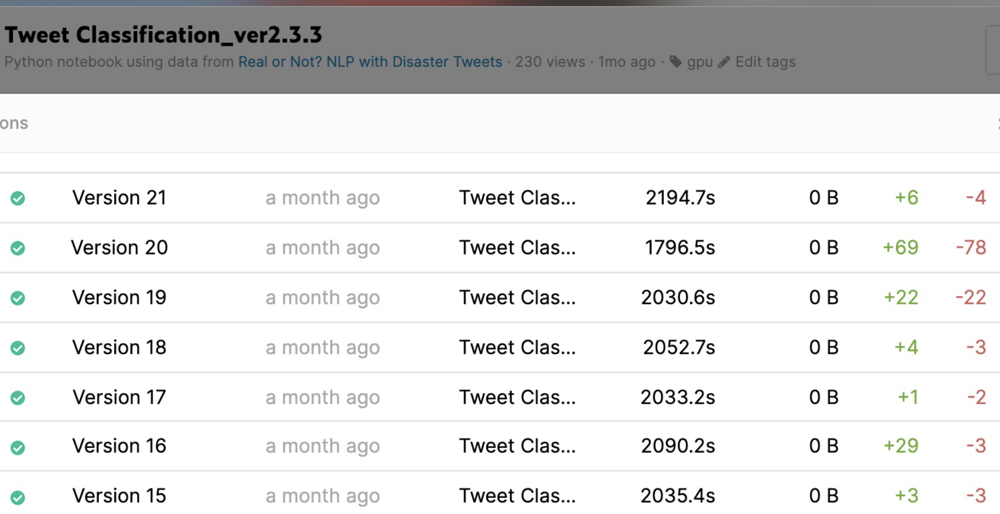 Tweet Classification_ver2.3.3
Python notebook using data from Real or Not? NLP with Disaster Tweets · 230 views · 1mo ago · gpu Edit tags
ons
Version 21 a month ago Tweet Clas... 2194.7s 0 B +6 -4
Version 20 a month ago Tweet Clas... 1796.5s 0 B +69 -78
Version 19 a month ago Tweet Clas... 2030.6s 0 B +22 -22
Version 18 a month ago Tweet Clas... 2052.7s 0 B +4 -3
Version 17 a month ago Tweet Clas... 2033.2s 0 B +1 -2
Version 16 a month ago Tweet Clas... 2090.2s 0 B +29 -3
Version 15 a month ago Tweet Clas... 2035.4s 0 B +3 -3